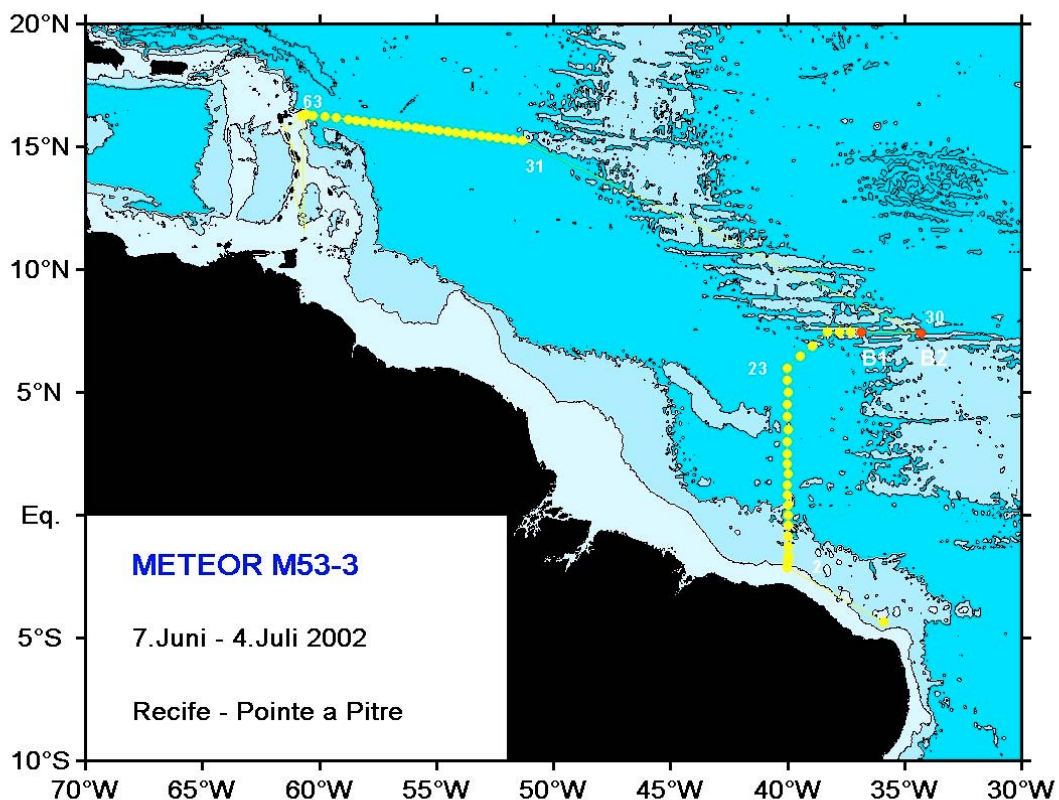 20°N
15°N
10°N
5°N
Eq.
5°S
10°S
63
31
30
B1 B2
23
2
METEOR M53-3
7.Juni - 4.Juli 2002
Recife - Pointe a Pitre
70°W 65°W 60°W 55°W 50°W 45°W 40°W 35°W 30°W